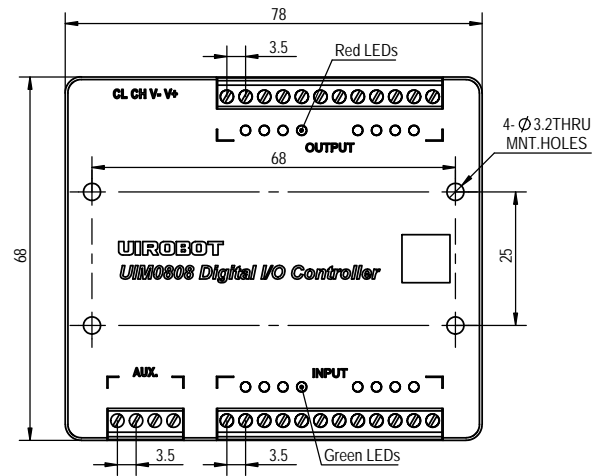 78
3.5
Red LEDs
CL CH V- V+
4- Ø3.2THRU
MNT.HOLES
OUTPUT
68
68
25
UIROBOT
UIM0808 Digital I/O Controller
AUX.
INPUT
3.5
3.5
Green LEDs